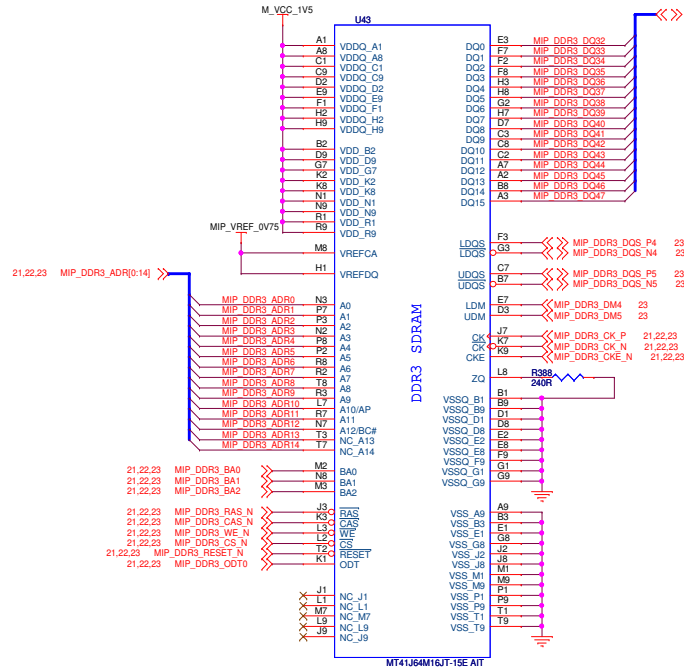 M_VCC_1V5
U43
A1 VDDQ_A1
A8 VDDQ_A8
C1 VDDQ_C1
C9 VDDQ_C9
D2 VDDQ_D2
E9 VDDQ_E9
F1 VDDQ_F1
H2 VDDQ_H2
H9 VDDQ_H9
B2 VDD_B2
D9 VDD_D9
G7 VDD_G7
K2 VDD_K2
K8 VDD_K8
N1 VDD_N1
N9 VDD_N9
R1 VDD_R1
R9 VDD_R9
MIP_VREF_0V75
M8 VREFCA
H1 VREFDQ
21,22,23 MIP_DDR3_ADR[0:14]
MIP_DDR3_ADR0 N3 A0
MIP_DDR3_ADR1 P7 A1
MIP_DDR3_ADR2 P3 A2
MIP_DDR3_ADR3 N2 A3
MIP_DDR3_ADR4 P8 A4
MIP_DDR3_ADR5 P2 A5
MIP_DDR3_ADR6 R8 A6
MIP_DDR3_ADR7 R2 A7
MIP_DDR3_ADR8 T8 A8
MIP_DDR3_ADR9 R3 A9
MIP_DDR3_ADR10 L7 A10/AP
MIP_DDR3_ADR11 R7 A11
MIP_DDR3_ADR12 N7 A12/BC#
MIP_DDR3_ADR13 T3 NC_A13
MIP_DDR3_ADR14 T7 NC_A14
21,22,23 MIP_DDR3_BA0 M2 BA0
21,22,23 MIP_DDR3_BA1 N8 BA1
21,22,23 MIP_DDR3_BA2 M3 BA2
21,22,23 MIP_DDR3_RAS_N J3 RAS
21,22,23 MIP_DDR3_CAS_N K3 CAS
21,22,23 MIP_DDR3_WE_N L3 WE
21,22,23 MIP_DDR3_CS_N L2 CS
21,22,23 MIP_DDR3_RESET_N T2 RESET
21,22,23 MIP_DDR3_ODT0 K1 ODT
J1 NC_J1
L1 NC_L1
M7 NC_M7
L9 NC_L9
J9 NC_J9
DDR3 SDRAM
DQ0 E3 MIP_DDR3_DQ32
DQ1 F7 MIP_DDR3_DQ33
DQ2 F2 MIP_DDR3_DQ34
DQ3 F8 MIP_DDR3_DQ35
DQ4 H3 MIP_DDR3_DQ36
DQ5 H8 MIP_DDR3_DQ37
DQ6 G2 MIP_DDR3_DQ38
DQ7 H7 MIP_DDR3_DQ39
DQ8 D7 MIP_DDR3_DQ40
DQ9 C3 MIP_DDR3_DQ41
DQ10 C8 MIP_DDR3_DQ42
DQ11 C2 MIP_DDR3_DQ43
DQ12 A7 MIP_DDR3_DQ44
DQ13 A2 MIP_DDR3_DQ45
DQ14 B8 MIP_DDR3_DQ46
DQ15 A3 MIP_DDR3_DQ47
LDQS F3 MIP_DDR3_DQS_P4 23
LDQS G3 MIP_DDR3_DQS_N4 23
UDQS C7 MIP_DDR3_DQS_P5 23
UDQS B7 MIP_DDR3_DQS_N5 23
LDM E7 MIP_DDR3_DM4 23
UDM D3 MIP_DDR3_DM5 23
CK J7 MIP_DDR3_CK_P 21,22,23
CK K7 MIP_DDR3_CK_N 21,22,23
CKE K9 MIP_DDR3_CKE_N 21,22,23
ZQ L8 R388
240R
VSSQ_B1 B1
VSSQ_B9 B9
VSSQ_D1 D1
VSSQ_D8 D8
VSSQ_E2 E2
VSSQ_E8 E8
VSSQ_F9 F9
VSSQ_G1 G1
VSSQ_G9 G9
VSS_A9 A9
VSS_B3 B3
VSS_E1 E1
VSS_G8 G8
VSS_J2 J2
VSS_J8 J8
VSS_M1 M1
VSS_M9 M9
VSS_P1 P1
VSS_P9 P9
VSS_T1 T1
VSS_T9 T9
MT41J64M16JT-15E AIT